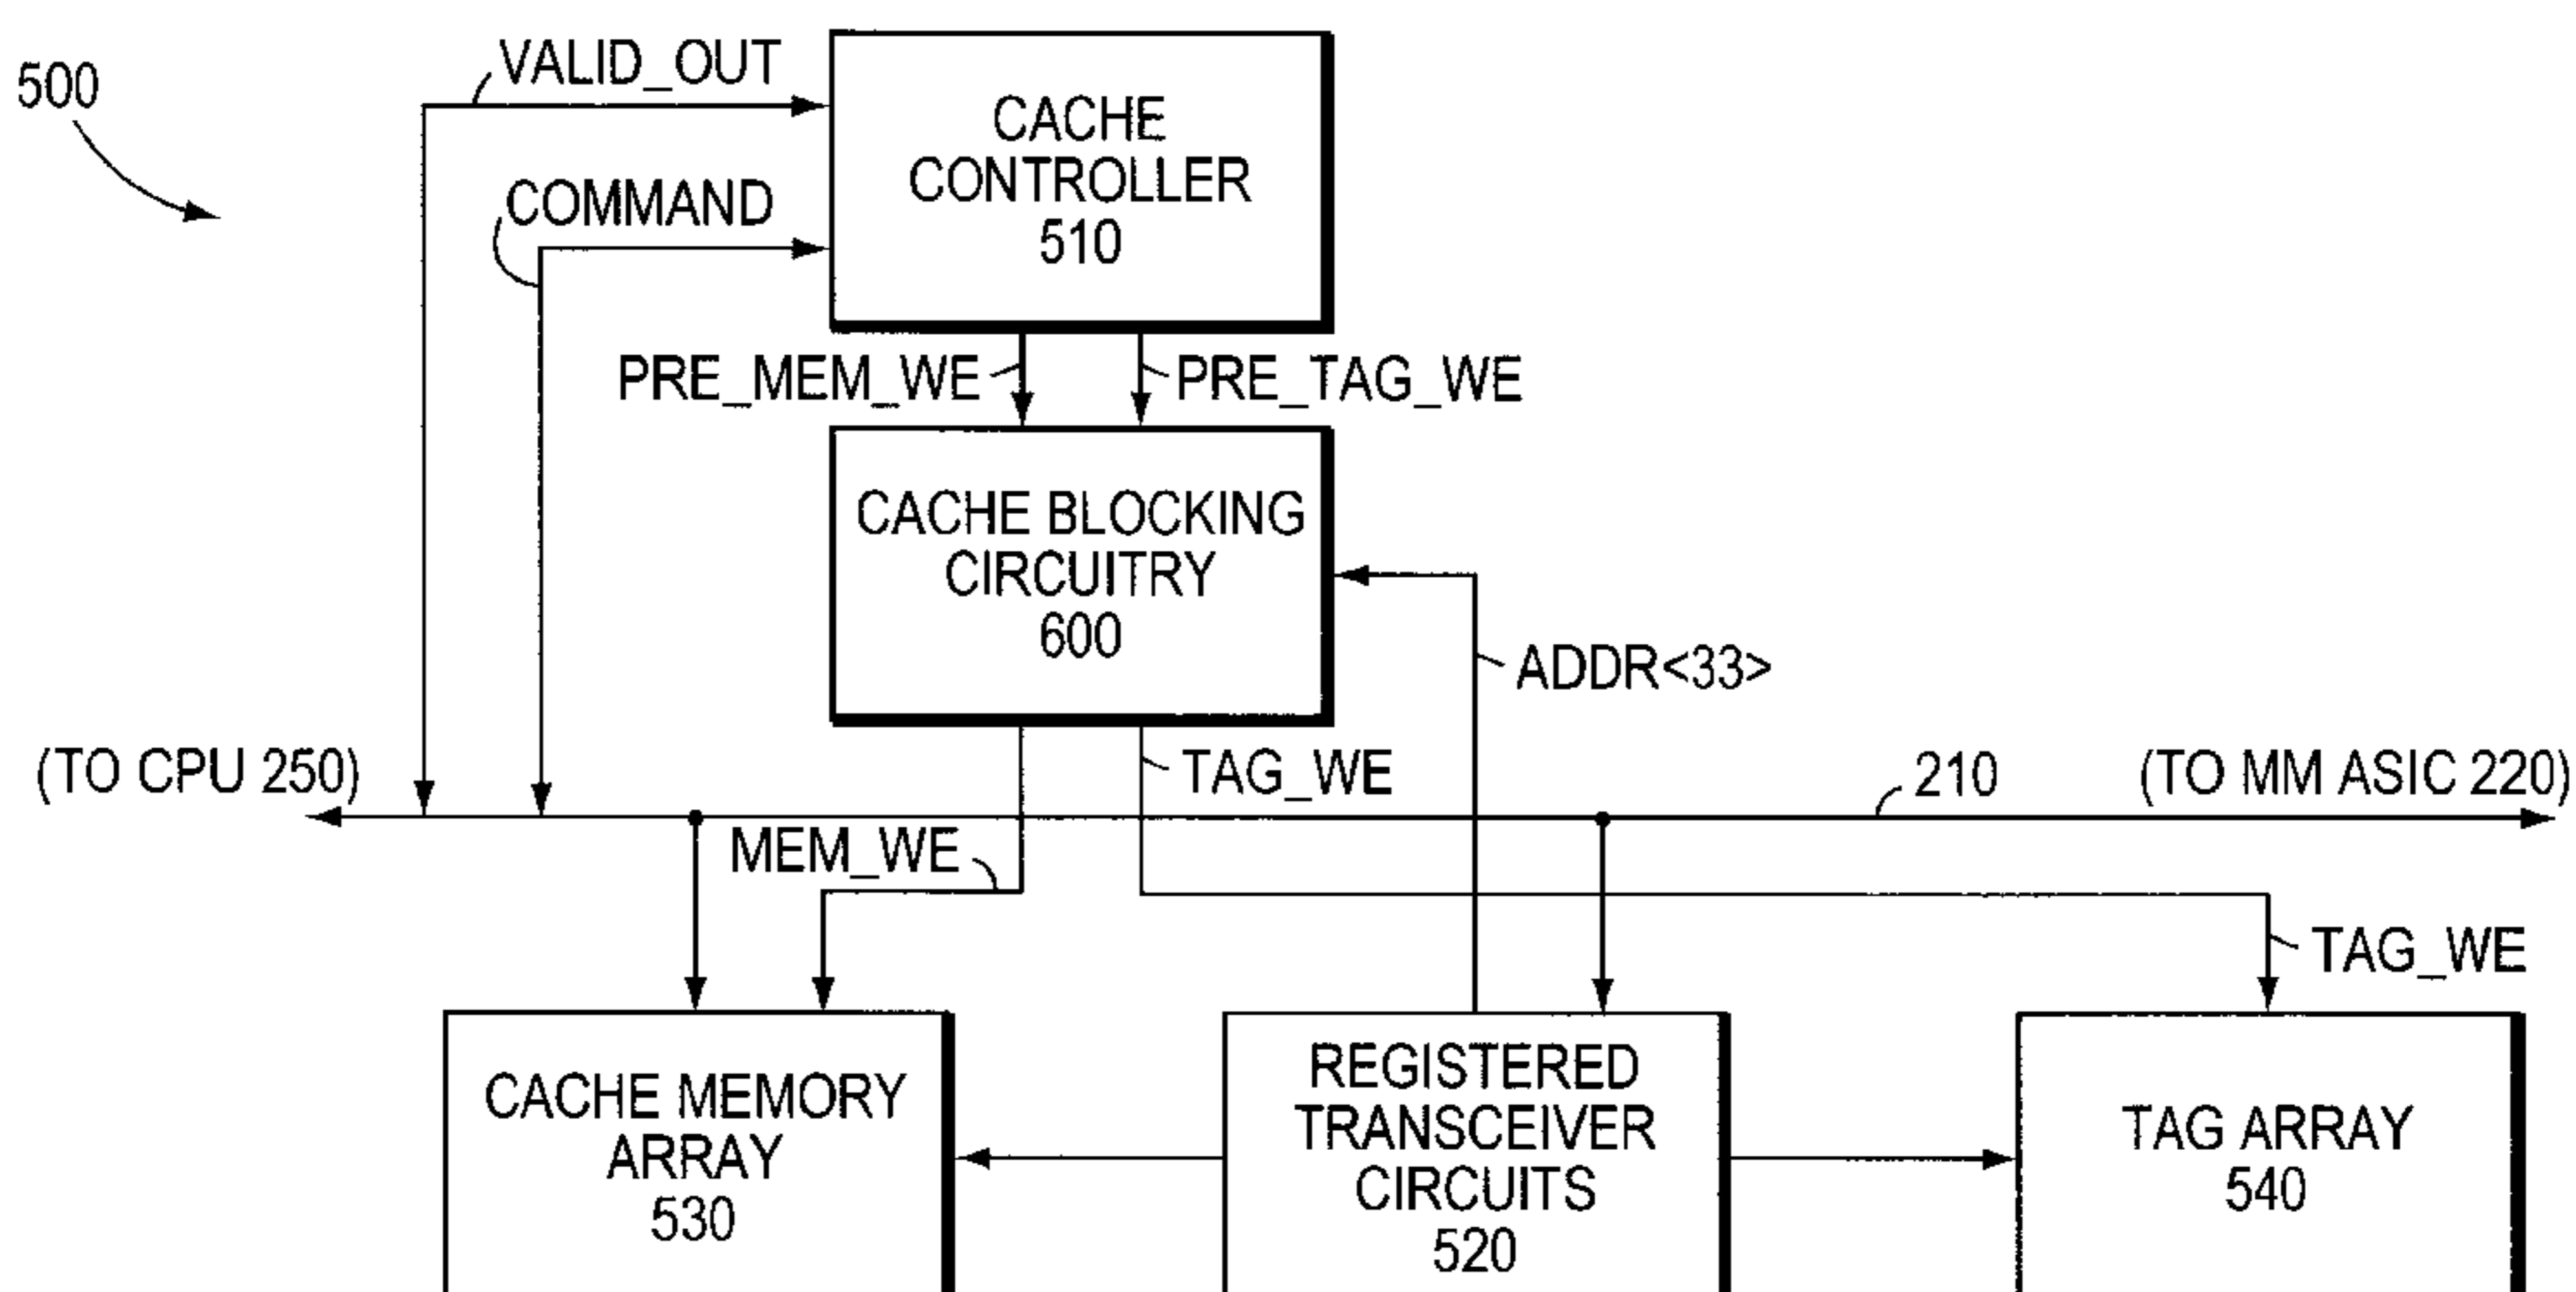 500
VALID_OUT
COMMAND
CACHE
CONTROLLER
510
PRE_MEM_WE
PRE_TAG_WE
CACHE BLOCKING
CIRCUITRY
600
ADDR<33>
(TO CPU 250)
TAG_WE
210
(TO MM ASIC 220)
MEM_WE
TAG_WE
CACHE MEMORY
ARRAY
530
REGISTERED
TRANSCEIVER
CIRCUITS
520
TAG ARRAY
540